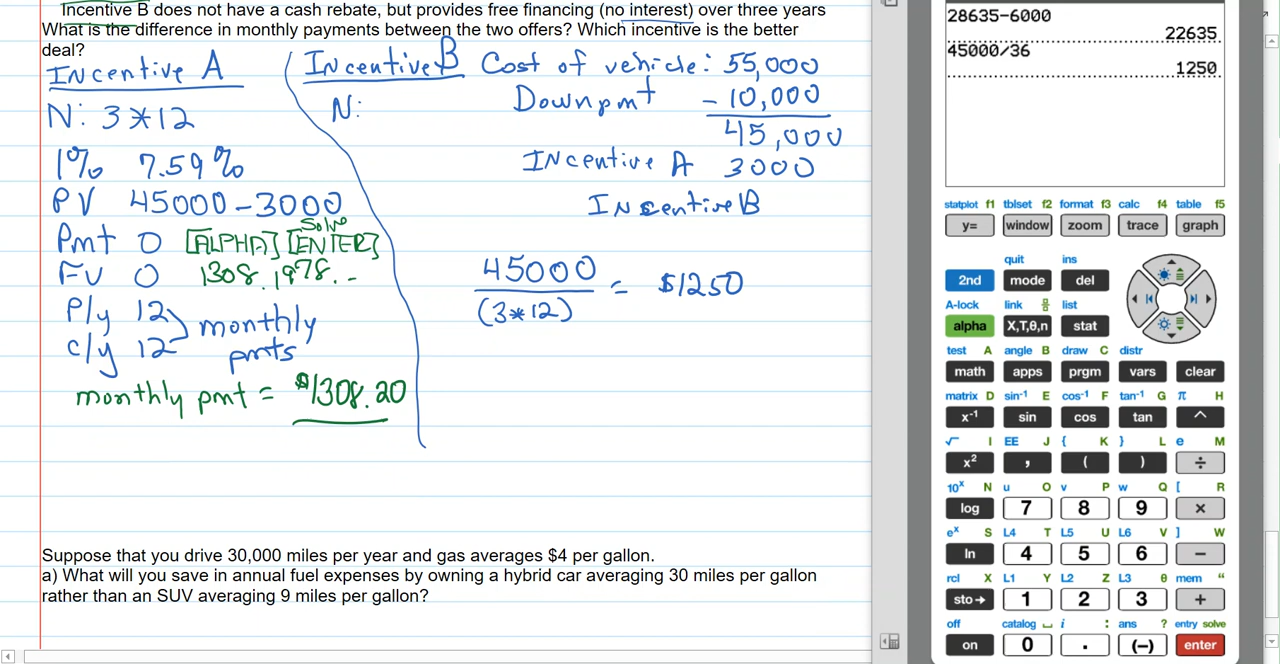 Incentive B does not have a cash rebate, but provides free financing (no interest) over three years
What is the difference in monthly payments between the two offers? Which incentive is the better
deal?
Incentive A
N: 3*12
I% 7.59%
PV 45000-3000
Pmt 0 [ALPHA] [ENTER]
Solve
FV 0 1308.1978...
P/y 12
C/y 12
monthly pmts
monthly pmt = $1308.20
Incentive B
N:
Cost of vehicle: 55,000
Downpmt - 10,000
45,000
Incentive A 3000
Incentive B
45000
(3*12)
= $1250
Suppose that you drive 30,000 miles per year and gas averages $4 per gallon.
a) What will you save in annual fuel expenses by owning a hybrid car averaging 30 miles per gallon
rather than an SUV averaging 9 miles per gallon?
28635-6000
22635
45000/36
1250
statplot f1 tblset f2 format f3 calc f4 table f5
y= window zoom trace graph
quit ins
2nd mode del
A-lock link list
alpha X,T,θ,n stat
test A angle B draw C distr
math apps prgm vars clear
matrix D sin-1 E cos-1 F tan-1 G π H
x-1 sin cos tan ^
√ I EE J { K } L e M
x² , ( ) ÷
10ˣ N u O v P w Q [ R
log 7 8 9 ×
eˣ S L4 T L5 U L6 V ] W
ln 4 5 6 −
rcl X L1 Y L2 Z L3 θ mem "
sto→ 1 2 3 +
off catalog ⎵ i : ans ? entry solve
on 0 . (−) enter